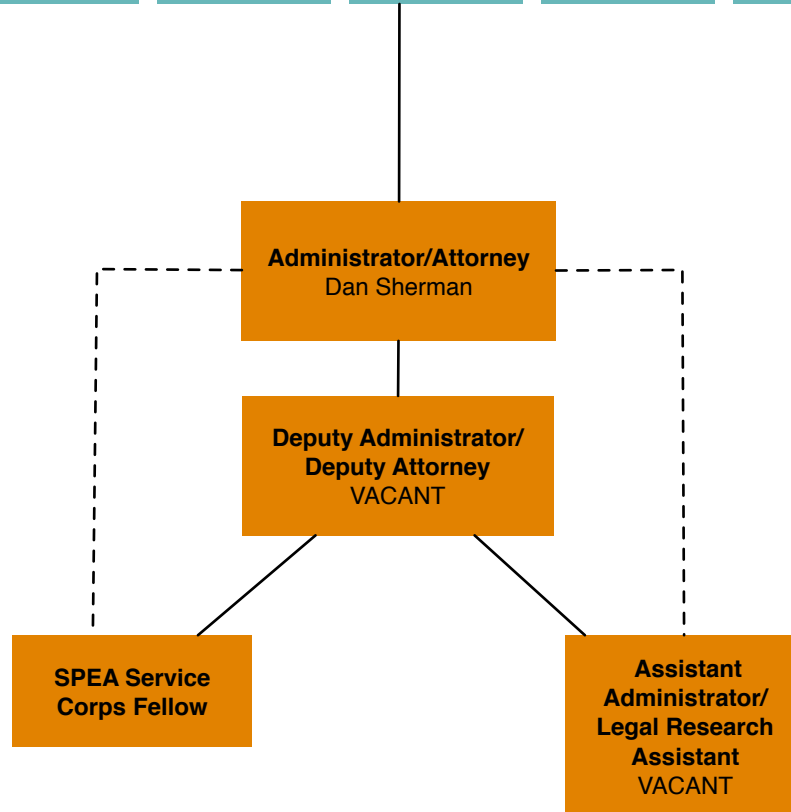 Administrator/Attorney
Dan Sherman
Deputy Administrator/
Deputy Attorney
VACANT
SPEA Service
Corps Fellow
Assistant
Administrator/
Legal Research
Assistant
VACANT